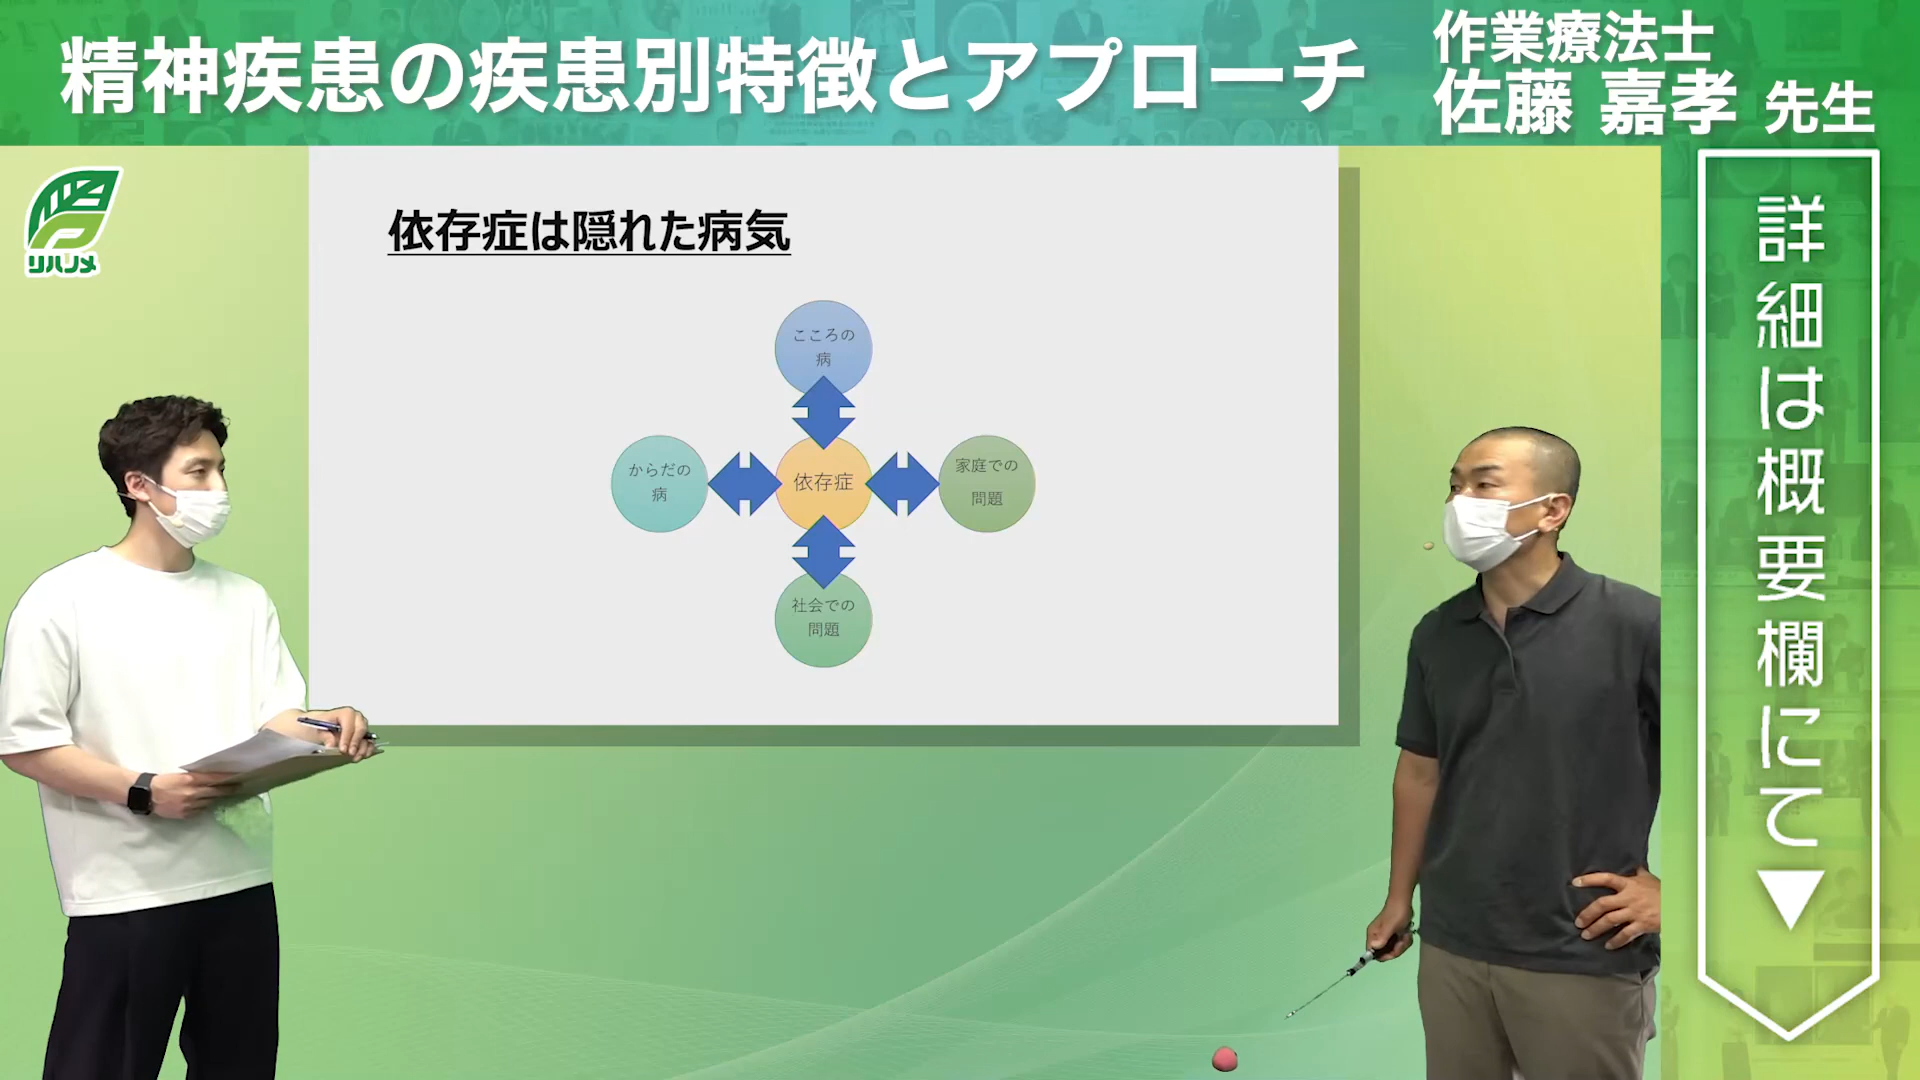 精神疾患の疾患別特徴とアプローチ
作業療法士
佐藤 嘉孝 先生
リハノメ
依存症は隠れた病気
こころの
病
からだの
病
依存症
家庭での
問題
社会での
問題
詳細は概要欄にて▼